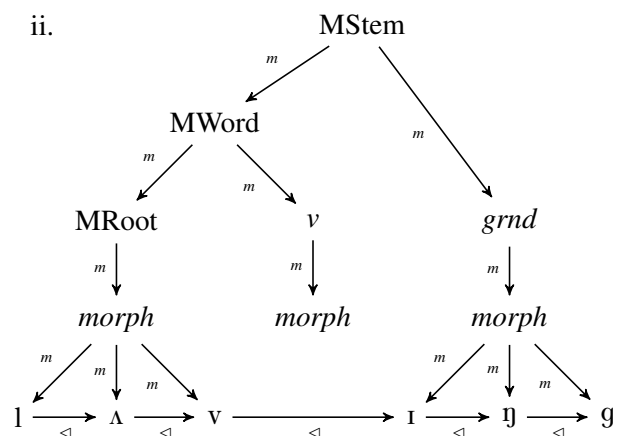 ii. MStem
m
m
MWord
m
m
MRoot v grnd
m m m
morph morph morph
m m m m m m
l ʌ v ɪ ŋ g
◁ ◁ ◁ ◁ ◁